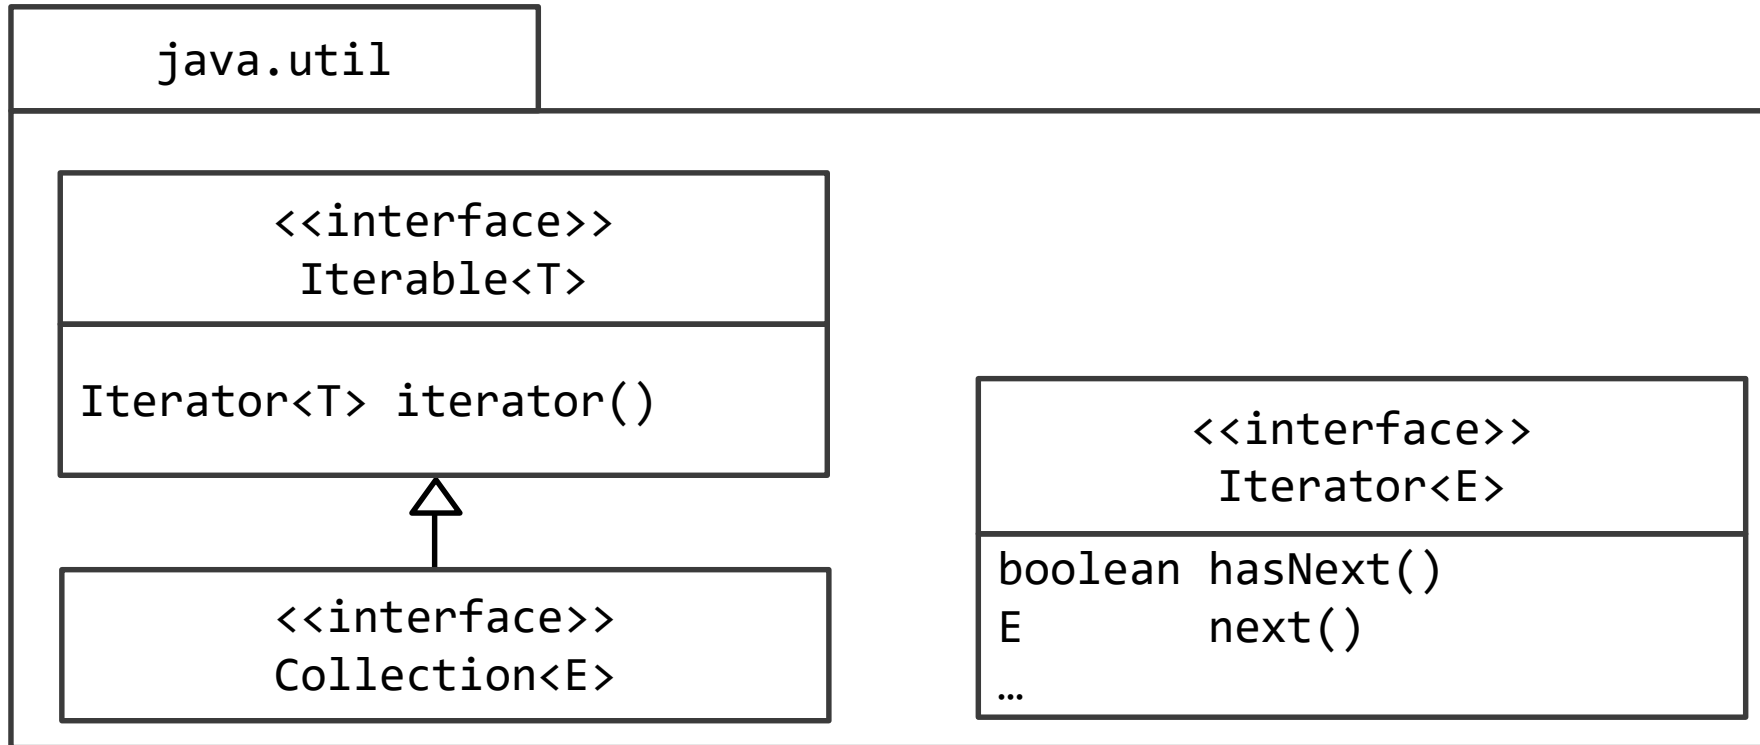 java.util
<<interface>>
Iterable<T>
Iterator<T> iterator()
<<interface>>
Collection<E>
<<interface>>
Iterator<E>
boolean hasNext()
E       next()
…